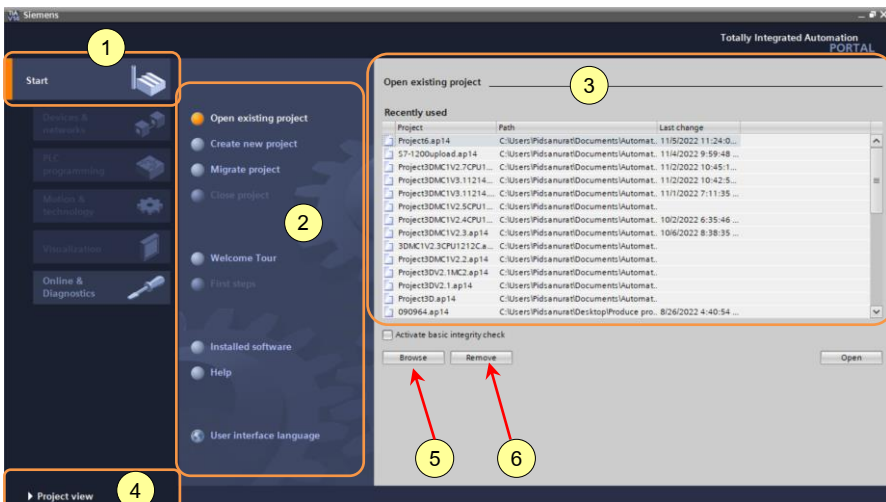 Siemens
Totally Integrated Automation
PORTAL
1
Start
Devices &
networks
PLC
programming
Motion &
technology
Visualization
Online &
Diagnostics
Open existing project
Create new project
Migrate project
Close project
2
Welcome Tour
First steps
Installed software
Help
User interface language
Open existing project
3
Recently used
Project Path Last change
Project6.ap14 C:\Users\Pidsanurat\Documents\Automat.. 11/5/2022 11:24:0...
S7-1200upload.ap14 C:\Users\Pidsanurat\Documents\Automat.. 11/4/2022 9:59:48 ...
Project3DMC1V2.7CPU1... C:\Users\Pidsanurat\Documents\Automat.. 11/2/2022 10:45:1...
Project3DMC1V3.11214... C:\Users\Pidsanurat\Documents\Automat.. 11/2/2022 10:42:5...
Project3DMC1V3.11214.... C:\Users\Pidsanurat\Documents\Automat.. 11/1/2022 7:11:35 ...
Project3DMC1V2.5CPU1... C:\Users\Pidsanurat\Documents\Automat..
Project3DMC1V2.4CPU1... C:\Users\Pidsanurat\Documents\Automat.. 10/2/2022 6:35:46 ...
Project3DMC1V2.3.ap14 C:\Users\Pidsanurat\Documents\Automat.. 10/6/2022 8:38:35 ...
3DMC1V2.3CPU1212C.a... C:\Users\Pidsanurat\Documents\Automat..
Project3DMC1V2.2.ap14 C:\Users\Pidsanurat\Documents\Automat..
Project3DV2.1MC2.ap14 C:\Users\Pidsanurat\Documents\Automat..
Project3DV2.1.ap14 C:\Users\Pidsanurat\Documents\Automat..
Project3D.ap14 C:\Users\Pidsanurat\Documents\Automat..
090964.ap14 C:\Users\Pidsanurat\Desktop\Produce pro.. 8/26/2022 4:40:54 ...
Activate basic integrity check
Browse Remove Open
5 6
Project view
4